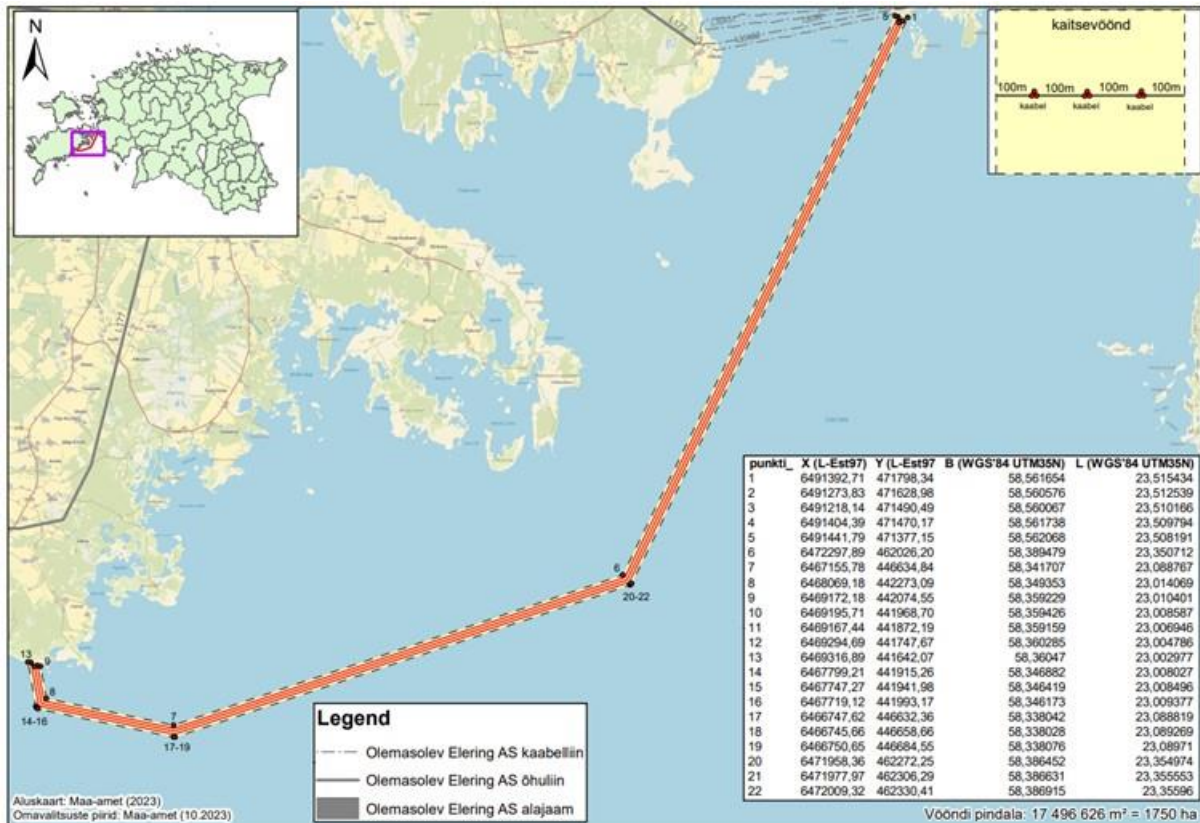 N
kaitsevöönd
100m 100m 100m 100m
kaabel kaabel kaabel
5 1
6
20-22
13 9
8
14-16
7
17-19
punkti_ X (L-Est97) Y (L-Est97 B (WGS'84 UTM35N) L (WGS'84 UTM35N)
1 6491392,71 471798,34 58,561654 23,515434
2 6491273,83 471628,98 58,560576 23,512539
3 6491218,14 471490,49 58,560067 23,510166
4 6491404,39 471470,17 58,561738 23,509794
5 6491441,79 471377,15 58,562068 23,508191
6 6472297,89 462026,20 58,389479 23,350712
7 6467155,78 446634,84 58,341707 23,088767
8 6468069,18 442273,09 58,349353 23,014069
9 6469172,18 442074,55 58,359229 23,010401
10 6469195,71 441968,70 58,359426 23,008587
11 6469167,44 441872,19 58,359159 23,006946
12 6469294,69 441747,67 58,360285 23,004786
13 6469316,89 441642,07 58,36047 23,002977
14 6467799,21 441915,26 58,346882 23,008027
15 6467747,27 441941,98 58,346419 23,008496
16 6467719,12 441993,17 58,346173 23,009377
17 6466747,62 446632,36 58,338042 23,088819
18 6466745,66 446658,66 58,338028 23,089269
19 6466750,65 446684,55 58,338076 23,08971
20 6471958,36 462272,25 58,386452 23,354974
21 6471977,97 462306,29 58,386631 23,355553
22 6472009,32 462330,41 58,386915 23,35596
Legend
Olemasolev Elering AS kaabelliin
Olemasolev Elering AS õhuliin
Olemasolev Elering AS alajaam
Aluskaart: Maa-amet (2023)
Omavalitsuste piirid: Maa-amet (10.2023)
Vööndi pindala: 17 496 626 m² = 1750 ha